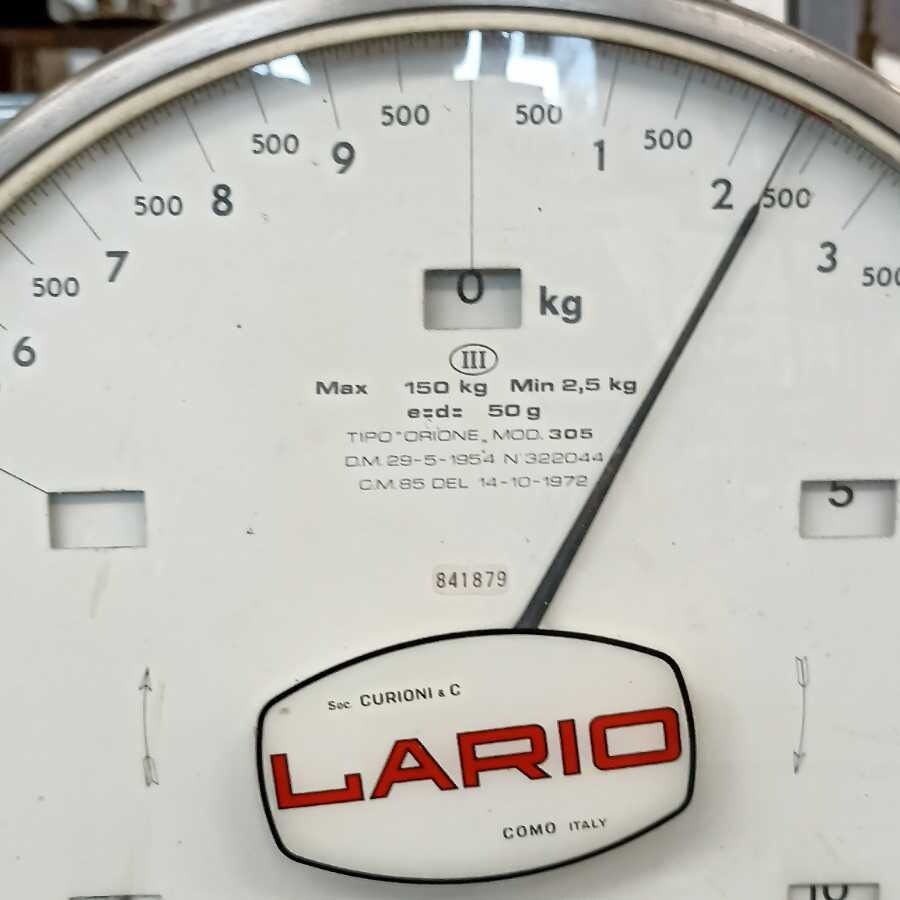 500 500
9 1 500
500
8 500 2 500
7 3
500 500
6
0 kg
III
Max 150 kg Min 2,5 kg
e=d= 50 g
TIPO "ORIONE„ MOD. 305
D.M. 29-5-1954 N° 322044
C.M. 85 DEL 14-10-1972
5
841879
Soc. CURIONI & C
LARIO
COMO ITALY
10